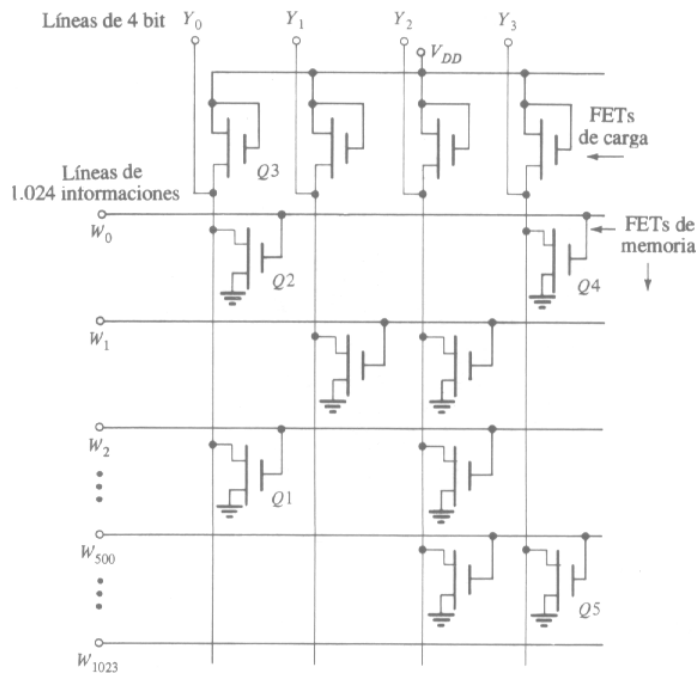 Líneas de 4 bit Y0 Y1 Y2 Y3
VDD
FETs
de carga
Q3
Líneas de
1.024 informaciones
W0
FETs de
memoria
Q2
Q4
W1
W2
Q1
W500
Q5
W1023